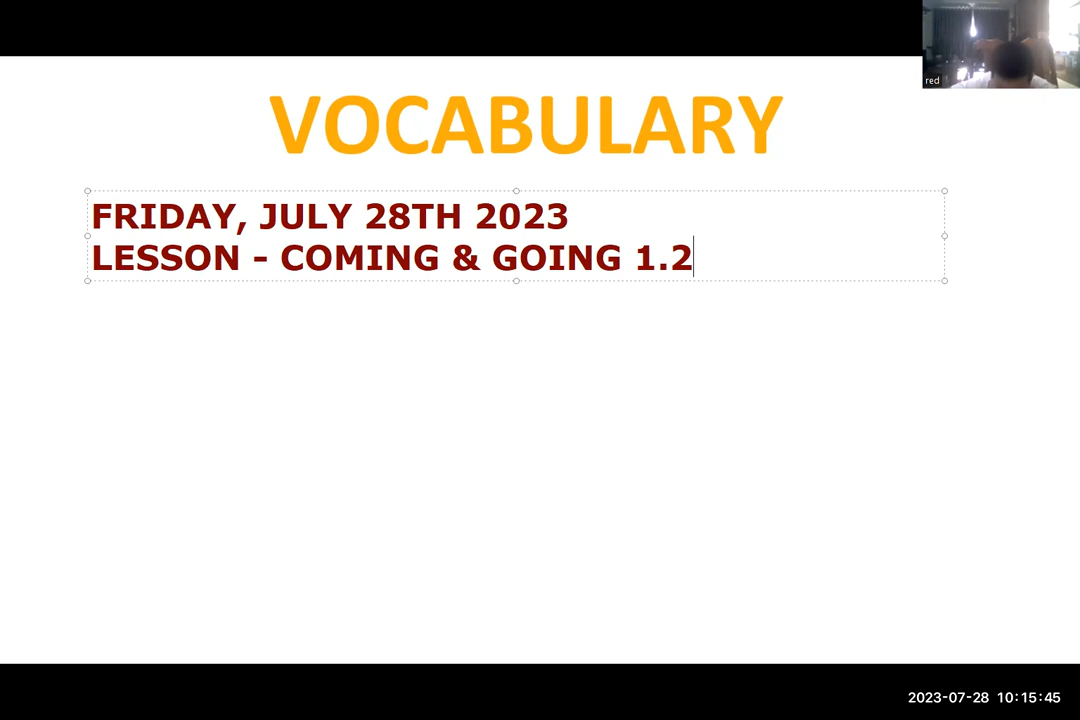 VOCABULARY
red
FRIDAY, JULY 28TH 2023
LESSON - COMING & GOING 1.2
2023-07-28 10:15:45